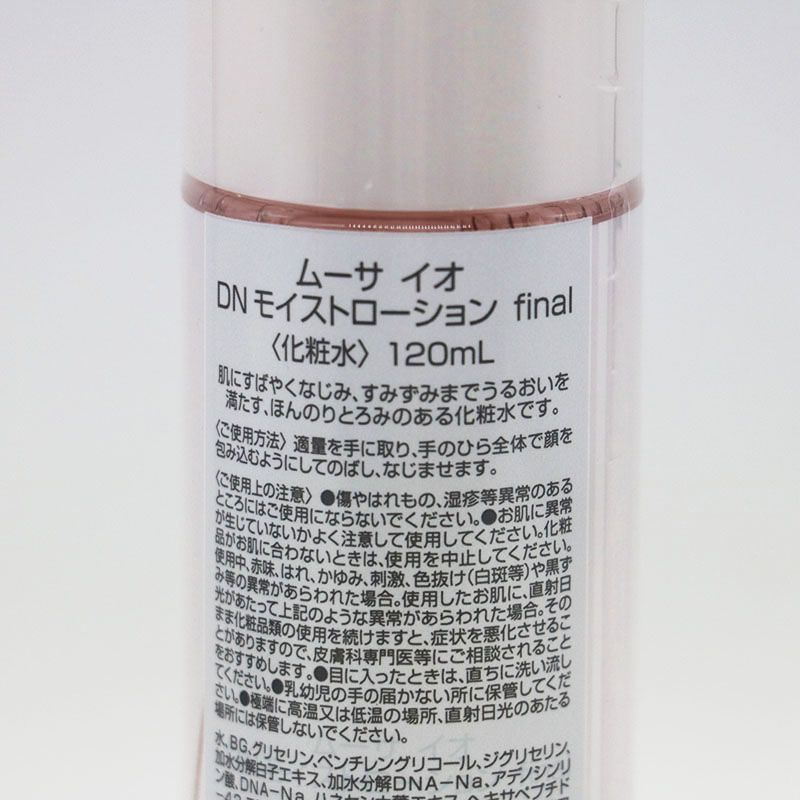 ムーサ イオ
DNモイストローション final
〈化粧水〉120mL
肌にすばやくなじみ、すみずみまでうるおいを
満たす、ほんのりとろみのある化粧水です。
〈ご使用方法〉適量を手に取り、手のひら全体で顔を
包み込むようにしてのばし、なじませます。
〈ご使用上の注意〉●傷やはれもの、湿疹等異常のある
ところにはご使用にならないでください。●お肌に異常
が生じていないかよく注意して使用してください。化粧
品がお肌に合わないときは、使用を中止してください。
使用中、赤味、はれ、かゆみ、刺激、色抜け(白斑等)や黒ず
み等の異常があらわれた場合。使用したお肌に、直射日
光があたって上記のような異常があらわれた場合。その
まま化粧品類の使用を続けますと、症状を悪化させるこ
とがありますので、皮膚科専門医等にご相談されること
をおすすめします。●目に入ったときは、直ちに洗い流し
てください。●乳幼児の手の届かない所に保管してくだ
さい。●極端に高温又は低温の場所、直射日光のあたる
場所には保管しないでください。
水、BG、グリセリン、ペンチレングリコール、ジグリセリン、
加水分解白子エキス、加水分解DNA-Na、アデノシンリ
ン酸、DNA-Na、ハネセンナ葉エキス、ヘキサペプチド